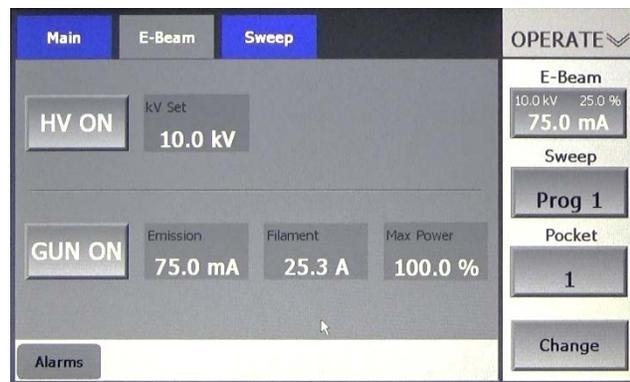 Main
E-Beam
Sweep
OPERATE
HV ON
kV Set
10.0 kV
GUN ON
Emission
75.0 mA
Filament
25.3 A
Max Power
100.0 %
Alarms
E-Beam
10.0 kV 25.0 %
75.0 mA
Sweep
Prog 1
Pocket
1
Change